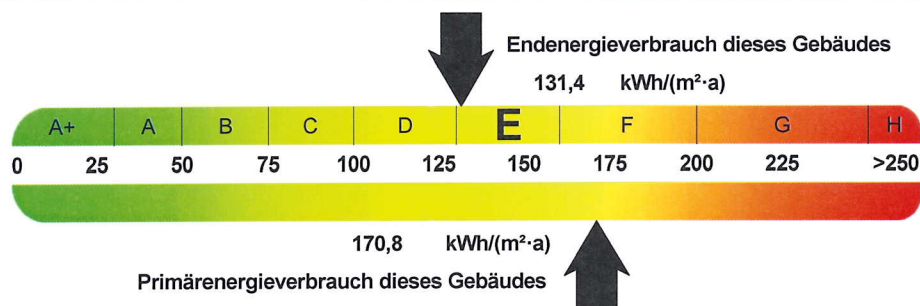 Endenergieverbrauch dieses Gebäudes
131,4 kWh/(m²·a)
A+ A B C D E F G H
0 25 50 75 100 125 150 175 200 225 >250
170,8 kWh/(m²·a)
Primärenergieverbrauch dieses Gebäudes